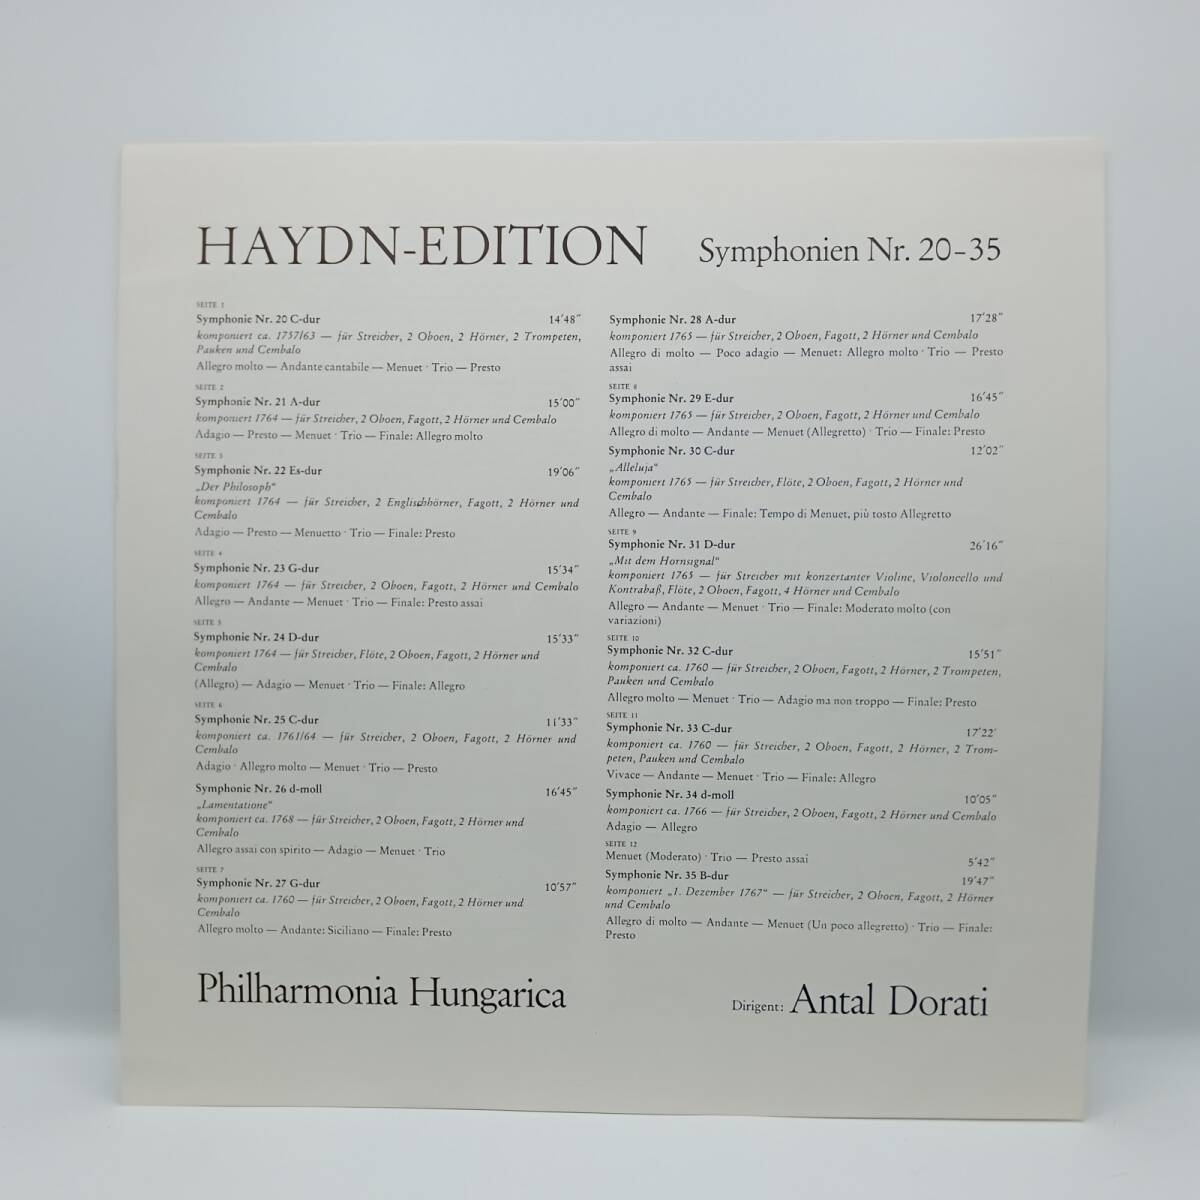 HAYDN-EDITION Symphonien Nr. 20–35
SEITE 1
Symphonie Nr. 20 C-dur 14'48"
komponiert ca. 1757/63 — für Streicher, 2 Oboen, 2 Hörner, 2 Trompeten,
Pauken und Cembalo
Allegro molto — Andante cantabile — Menuet · Trio — Presto
SEITE 2
Symphonie Nr. 21 A-dur 15'00"
komponiert 1764 — für Streicher, 2 Oboen, Fagott, 2 Hörner und Cembalo
Adagio — Presto — Menuet · Trio — Finale: Allegro molto
SEITE 3
Symphonie Nr. 22 Es-dur 19'06"
„Der Philosoph“
komponiert 1764 — für Streicher, 2 Englischhörner, Fagott, 2 Hörner und
Cembalo
Adagio — Presto — Menuetto · Trio — Finale: Presto
SEITE 4
Symphonie Nr. 23 G-dur 15'34"
komponiert 1764 — für Streicher, 2 Oboen, Fagott, 2 Hörner und Cembalo
Allegro — Andante — Menuet · Trio — Finale: Presto assai
SEITE 5
Symphonie Nr. 24 D-dur 15'33"
komponiert 1764 — für Streicher, Flöte, 2 Oboen, Fagott, 2 Hörner und
Cembalo
(Allegro) — Adagio — Menuet · Trio — Finale: Allegro
SEITE 6
Symphonie Nr. 25 C-dur 11'33"
komponiert ca. 1761/64 — für Streicher, 2 Oboen, Fagott, 2 Hörner und
Cembalo
Adagio · Allegro molto — Menuet · Trio — Presto
Symphonie Nr. 26 d-moll 16'45"
„Lamentatione“
komponiert ca. 1768 — für Streicher, 2 Oboen, Fagott, 2 Hörner und
Cembalo
Allegro assai con spirito — Adagio — Menuet · Trio
SEITE 7
Symphonie Nr. 27 G-dur 10'57"
komponiert ca. 1760 — für Streicher, 2 Oboen, Fagott, 2 Hörner und
Cembalo
Allegro molto — Andante: Siciliano — Finale: Presto
Symphonie Nr. 28 A-dur 17'28"
komponiert 1765 — für Streicher, 2 Oboen, Fagott, 2 Hörner und Cembalo
Allegro di molto — Poco adagio — Menuet: Allegro molto · Trio — Presto
assai
SEITE 8
Symphonie Nr. 29 E-dur 16'45"
komponiert 1765 — für Streicher, 2 Oboen, Fagott, 2 Hörner und Cembalo
Allegro di molto — Andante — Menuet (Allegretto) · Trio — Finale: Presto
Symphonie Nr. 30 C-dur 12'02"
„Alleluja“
komponiert 1765 — für Streicher, Flöte, 2 Oboen, Fagott, 2 Hörner und
Cembalo
Allegro — Andante — Finale: Tempo di Menuet, più tosto Allegretto
SEITE 9
Symphonie Nr. 31 D-dur 26'16"
„Mit dem Hornsignal“
komponiert 1765 — für Streicher mit konzertanter Violine, Violoncello und
Kontrabaß, Flöte, 2 Oboen, Fagott, 4 Hörner und Cembalo
Allegro — Andante — Menuet · Trio — Finale: Moderato molto (con
variazioni)
SEITE 10
Symphonie Nr. 32 C-dur 15'51"
komponiert ca. 1760 — für Streicher, 2 Oboen, Fagott, 2 Hörner, 2 Trompeten,
Pauken und Cembalo
Allegro molto — Menuet · Trio — Adagio ma non troppo — Finale: Presto
SEITE 11
Symphonie Nr. 33 C-dur 17'22'
komponiert ca. 1760 — für Streicher, 2 Oboen, Fagott, 2 Hörner, 2 Trom-
peten, Pauken und Cembalo
Vivace — Andante — Menuet · Trio — Finale: Allegro
Symphonie Nr. 34 d-moll 10'05"
komponiert ca. 1766 — für Streicher, 2 Oboen, Fagott, 2 Hörner und Cembalo
Adagio — Allegro
SEITE 12
Menuet (Moderato) · Trio — Presto assai 5'42"
Symphonie Nr. 35 B-dur 19'47"
komponiert „1. Dezember 1767“ — für Streicher, 2 Oboen, Fagott, 2 Hörner
und Cembalo
Allegro di molto — Andante — Menuet (Un poco allegretto) · Trio — Finale:
Presto
Philharmonia Hungarica Dirigent: Antal Dorati